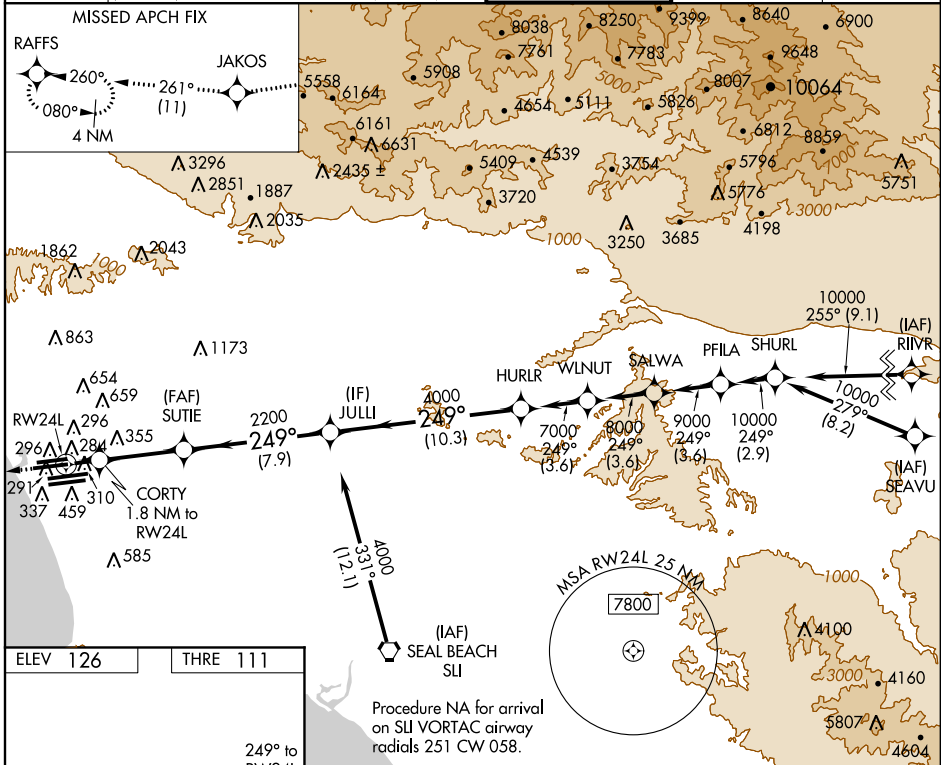 MISSED APCH FIX
RAFFS
JAKOS
260°
261°
(11)
080°
4 NM
8038
8250
9399
8640
6900
7761
7783
9648
5908
5000
8007
10064
5558
6164
4654
5111
5826
6161
6631
6812
8859
7000
3296
2435 ±
5409
4539
3754
5796
5751
2851
1887
3720
5776
2035
3250
3685
4198
3000
1000
1862
2043
1000
863
1173
654
659
10000
255° (9.1)
(IAF)
RIIVR
SHURL
PFILA
SALWA
WLNUT
HURLR
10000
279°
(8.2)
(IAF)
SEAVU
(FAF)
SUTIE
(IF)
JULLI
2200
249°
(7.9)
4000
249°
(10.3)
7000
249°
(3.6)
8000
249°
(3.6)
9000
249°
(3.6)
10000
249°
(2.9)
RW24L
296
296
284
355
291
310
337
459
CORTY
1.8 NM to
RW24L
585
4000
331°
(12.1)
(IAF)
SEAL BEACH
SLI
MSA RW24L 25 NM
7800
1000
4100
3000
4160
5807
4604
Procedure NA for arrival
on SLI VORTAC airway
radials 251 CW 058.
ELEV 126
THRE 111
249° to